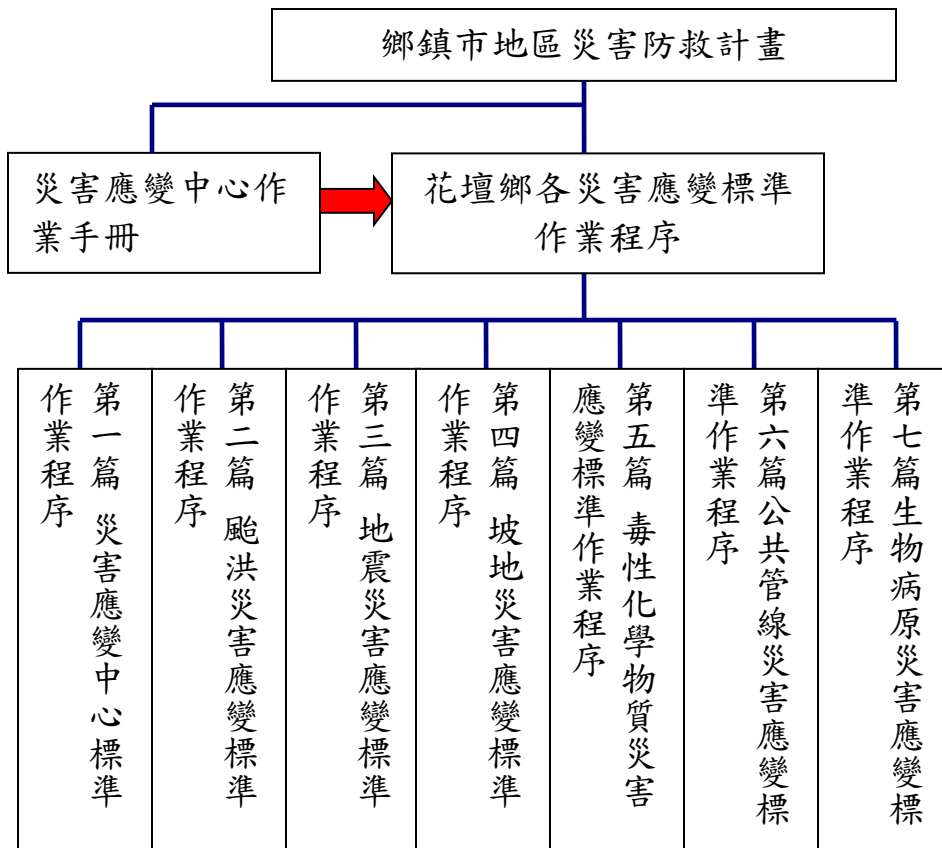 鄉鎮市地區災害防救計畫
災害應變中心作
業手冊
花壇鄉各災害應變標準
作業程序
第一篇 災害應變中心標準
作業程序
第二篇 颱洪災害應變標準
作業程序
第三篇 地震災害應變標準
作業程序
第四篇 坡地災害應變標準
作業程序
第五篇 毒性化學物質災害
應變標準作業程序
第六篇公共管線災害應變標
準作業程序
第七篇生物病原災害應變標
準作業程序